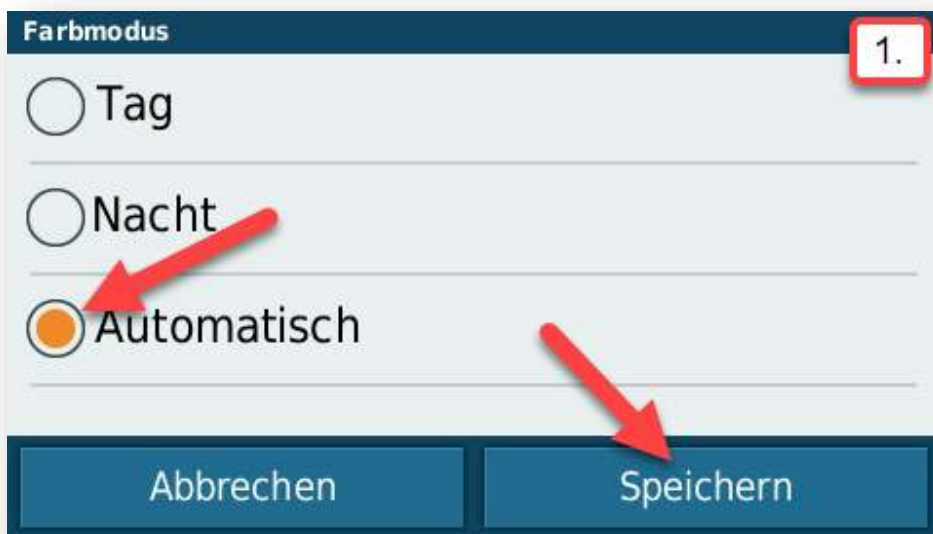 Farbmodus
1.
Tag
Nacht
Automatisch
Abbrechen
Speichern